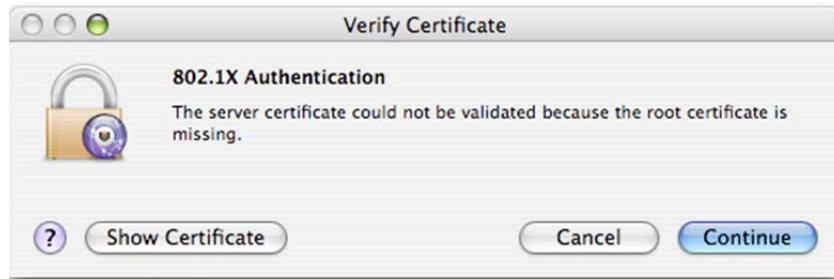 Verify Certificate
802.1X Authentication
The server certificate could not be validated because the root certificate is
missing.
? Show Certificate Cancel Continue